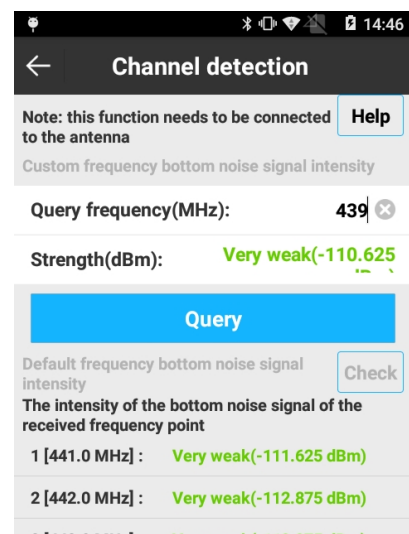 14:46
Channel detection
Note: this function needs to be connected
to the antenna
Help
Custom frequency bottom noise signal intensity
Query frequency(MHz): 439
Strength(dBm): Very weak(-110.625
Query
Default frequency bottom noise signal
intensity
Check
The intensity of the bottom noise signal of the
received frequency point
1 [441.0 MHz] : Very weak(-111.625 dBm)
2 [442.0 MHz] : Very weak(-112.875 dBm)